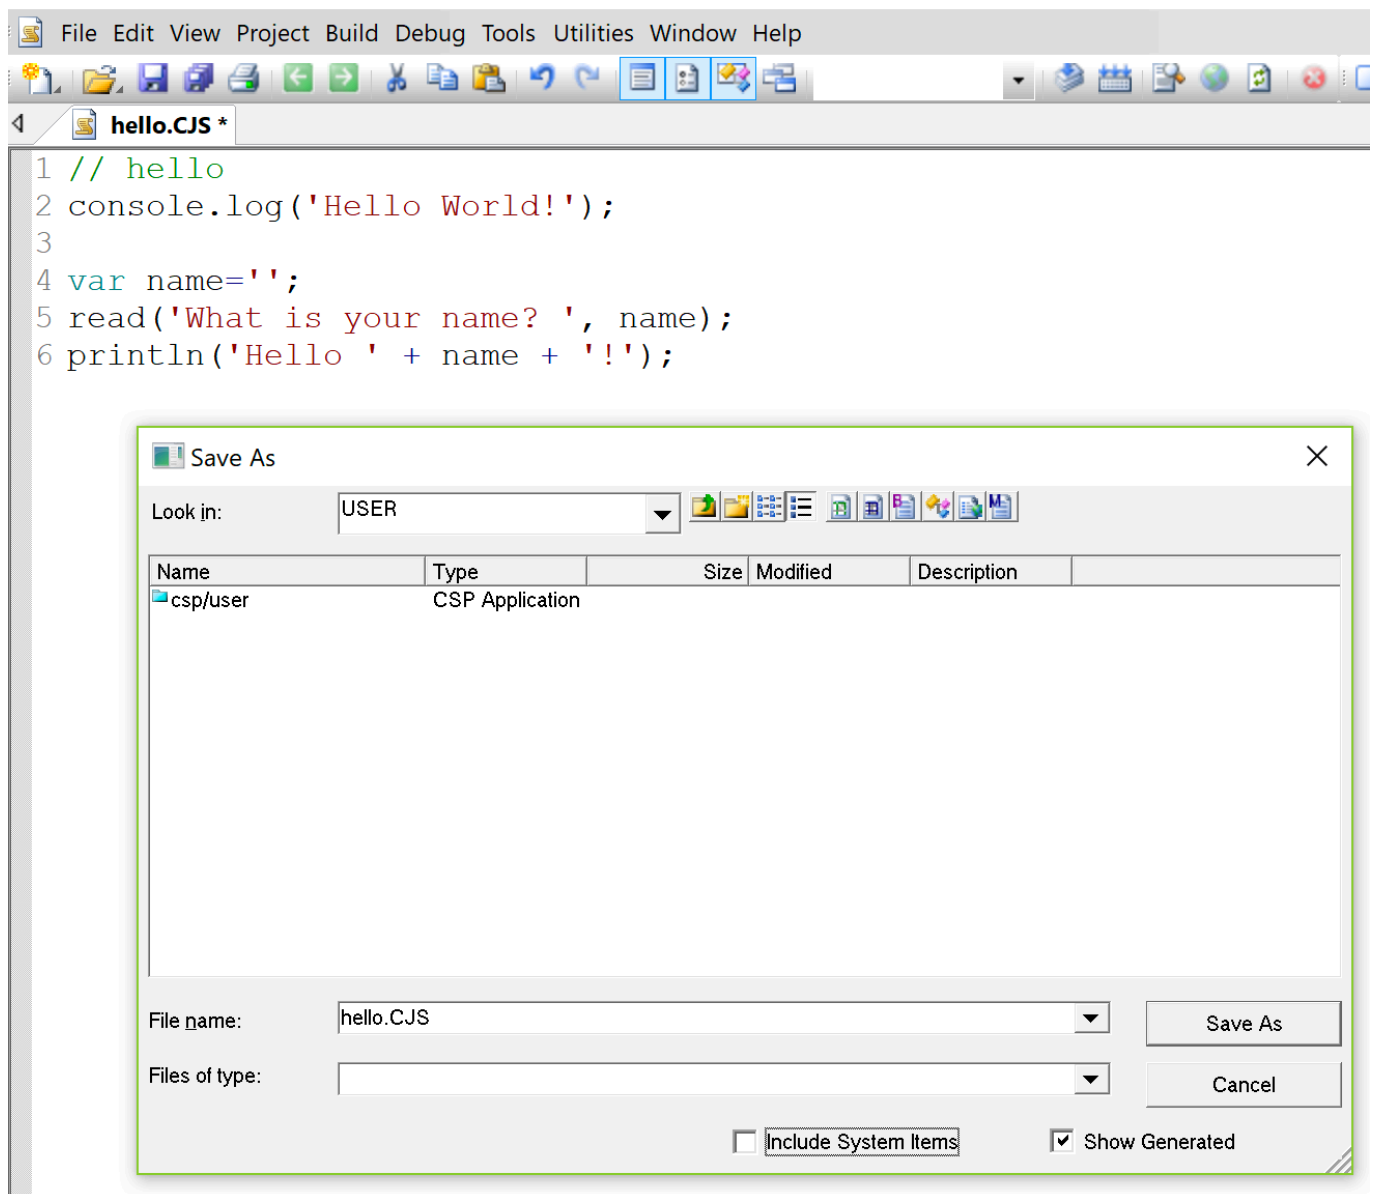 File Edit View Project Build Debug Tools Utilities Window Help
hello.CJS *
1 // hello
2 console.log('Hello World!');
3
4 var name='';
5 read('What is your name? ', name);
6 println('Hello ' + name + '!');
Save As
Look in: USER
Name Type Size Modified Description
csp/user CSP Application
File name: hello.CJS Save As
Files of type: Cancel
Include System Items Show Generated